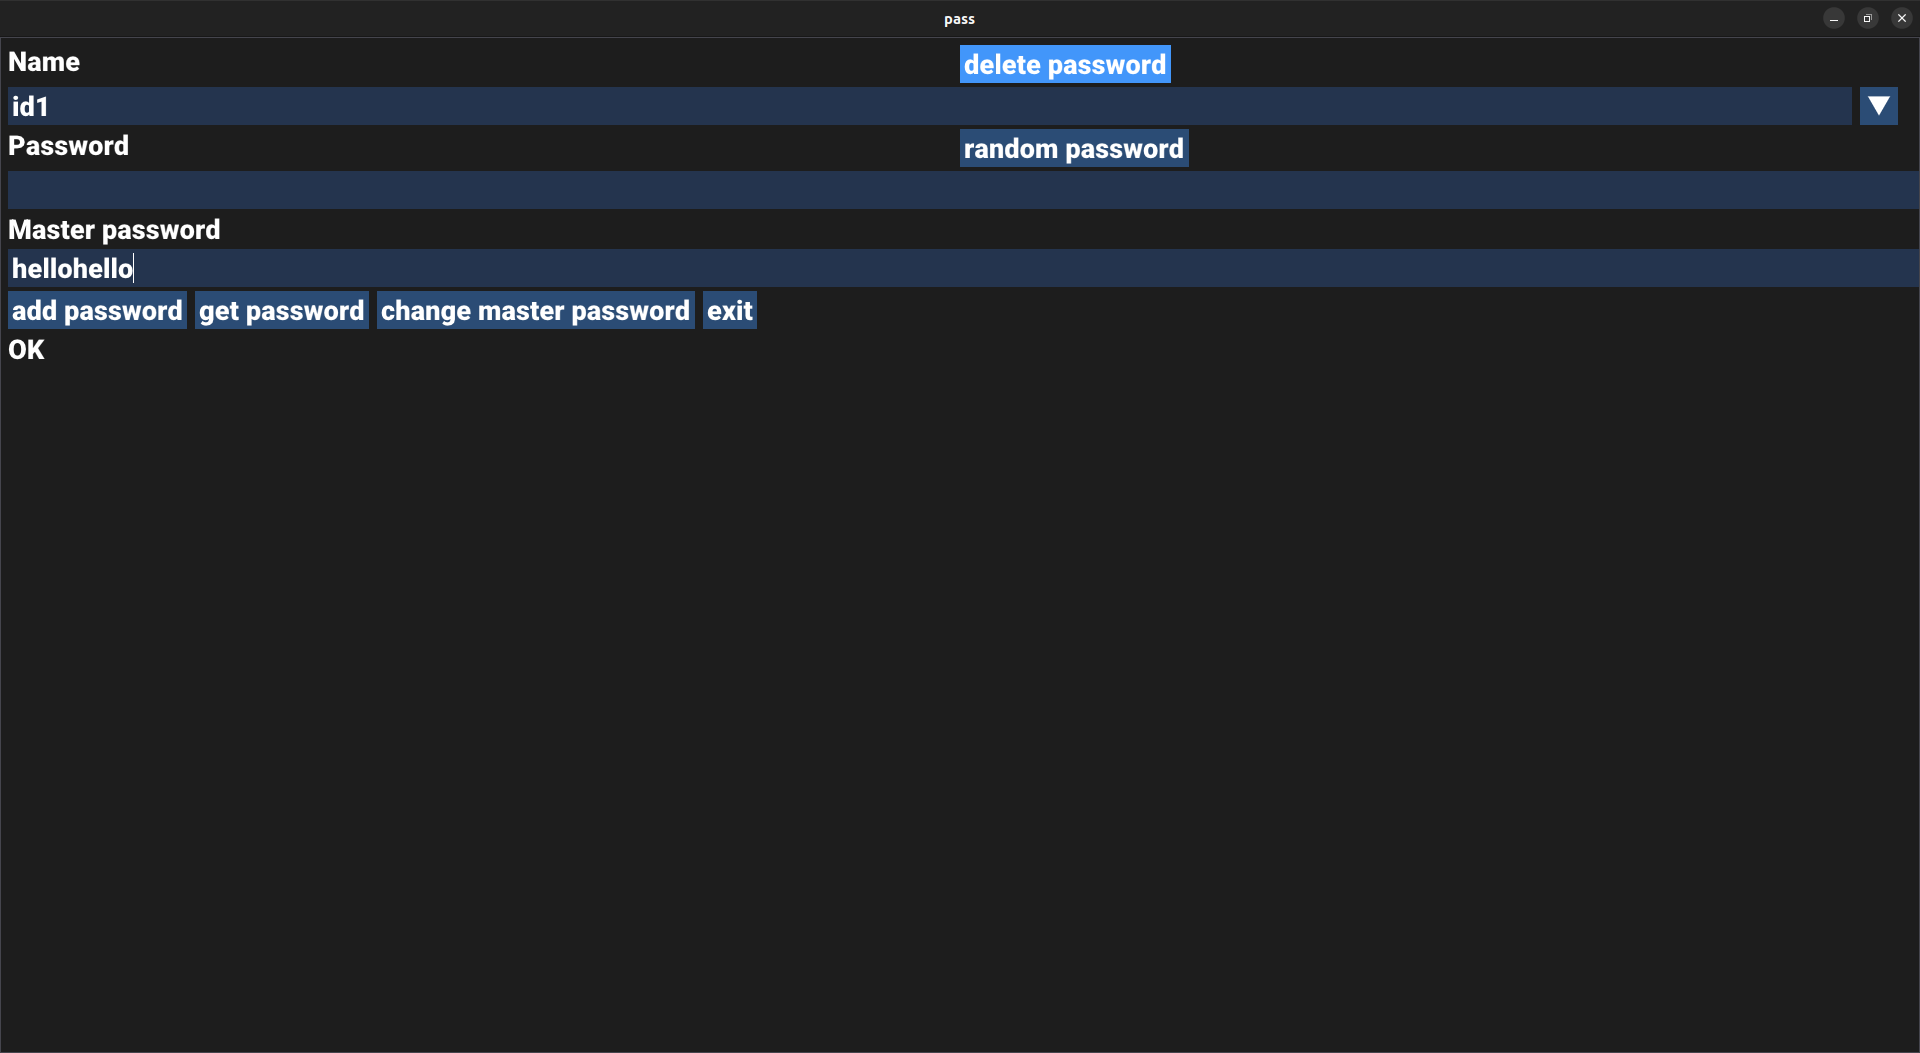 pass
Name delete password
id1
Password random password
Master password
hellohello
add password get password change master password exit
OK